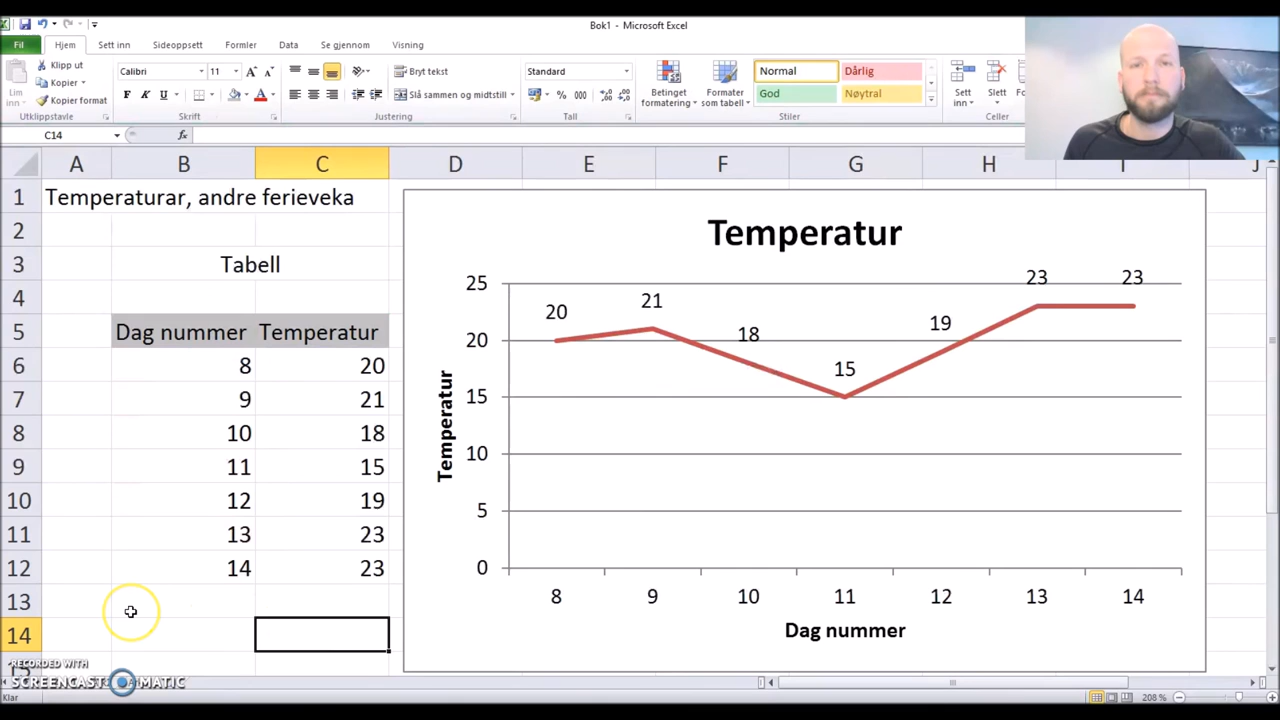 Bok1 - Microsoft Excel
Fil Hjem Sett inn Sideoppsett Formler Data Se gjennom Visning
Lim inn
Klipp ut
Kopier
Kopier format
Utklippstavle
Calibri 11
F K U
Skrift
Bryt tekst
Slå sammen og midtstill
Justering
Standard
% 000
Tall
Betinget formatering
Formater som tabell
Normal Dårlig
God Nøytral
Stiler
Sett inn
Slett
Celler
C14 fx
A B C D E F G H I J
1 Temperaturar, andre ferieveka
2
3 Tabell
4
5 Dag nummer Temperatur
6 8 20
7 9 21
8 10 18
9 11 15
10 12 19
11 13 23
12 14 23
13
14
15
Temperatur
25
20
15
10
5
0
Temperatur
20 21 18 15 19 23 23
8 9 10 11 12 13 14
Dag nummer
RECORDED WITH
SCREENCAST MATIC
Klar
208 %